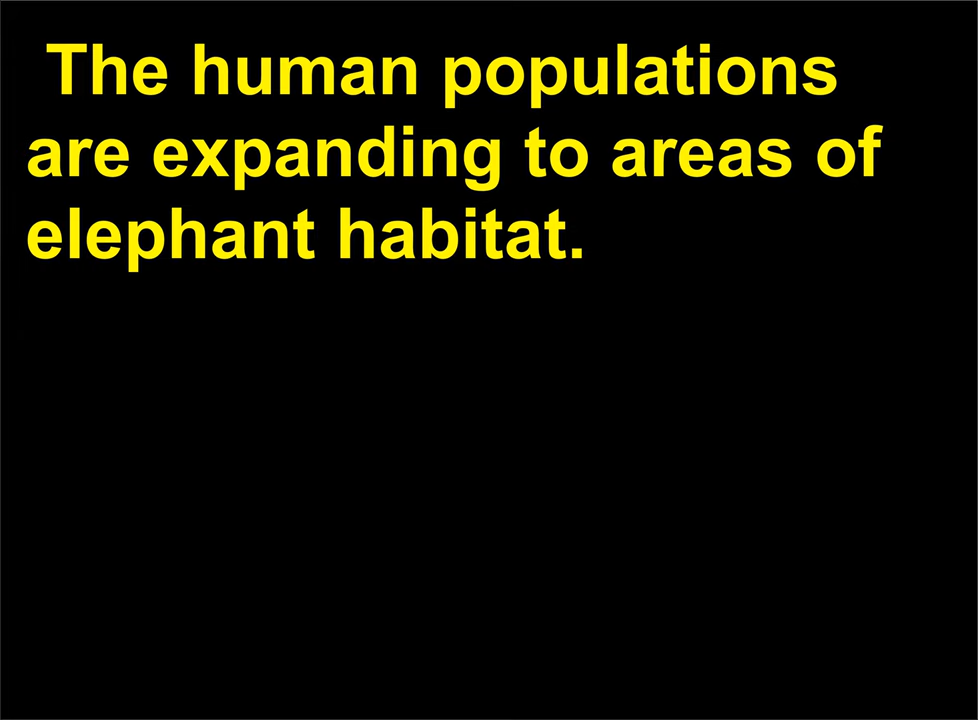 The human populations
are expanding to areas of
elephant habitat.